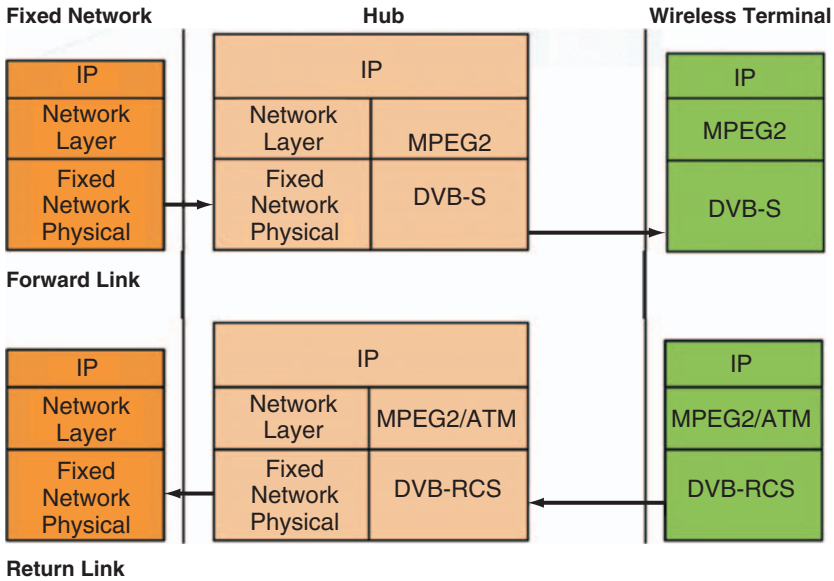 Fixed Network
Hub
Wireless Terminal
IP
Network
Layer
Fixed
Network
Physical
IP
Network
Layer
MPEG2
Fixed
Network
Physical
DVB-S
IP
MPEG2
DVB-S
Forward Link
IP
Network
Layer
Fixed
Network
Physical
IP
Network
Layer
MPEG2/ATM
Fixed
Network
Physical
DVB-RCS
IP
MPEG2/ATM
DVB-RCS
Return Link